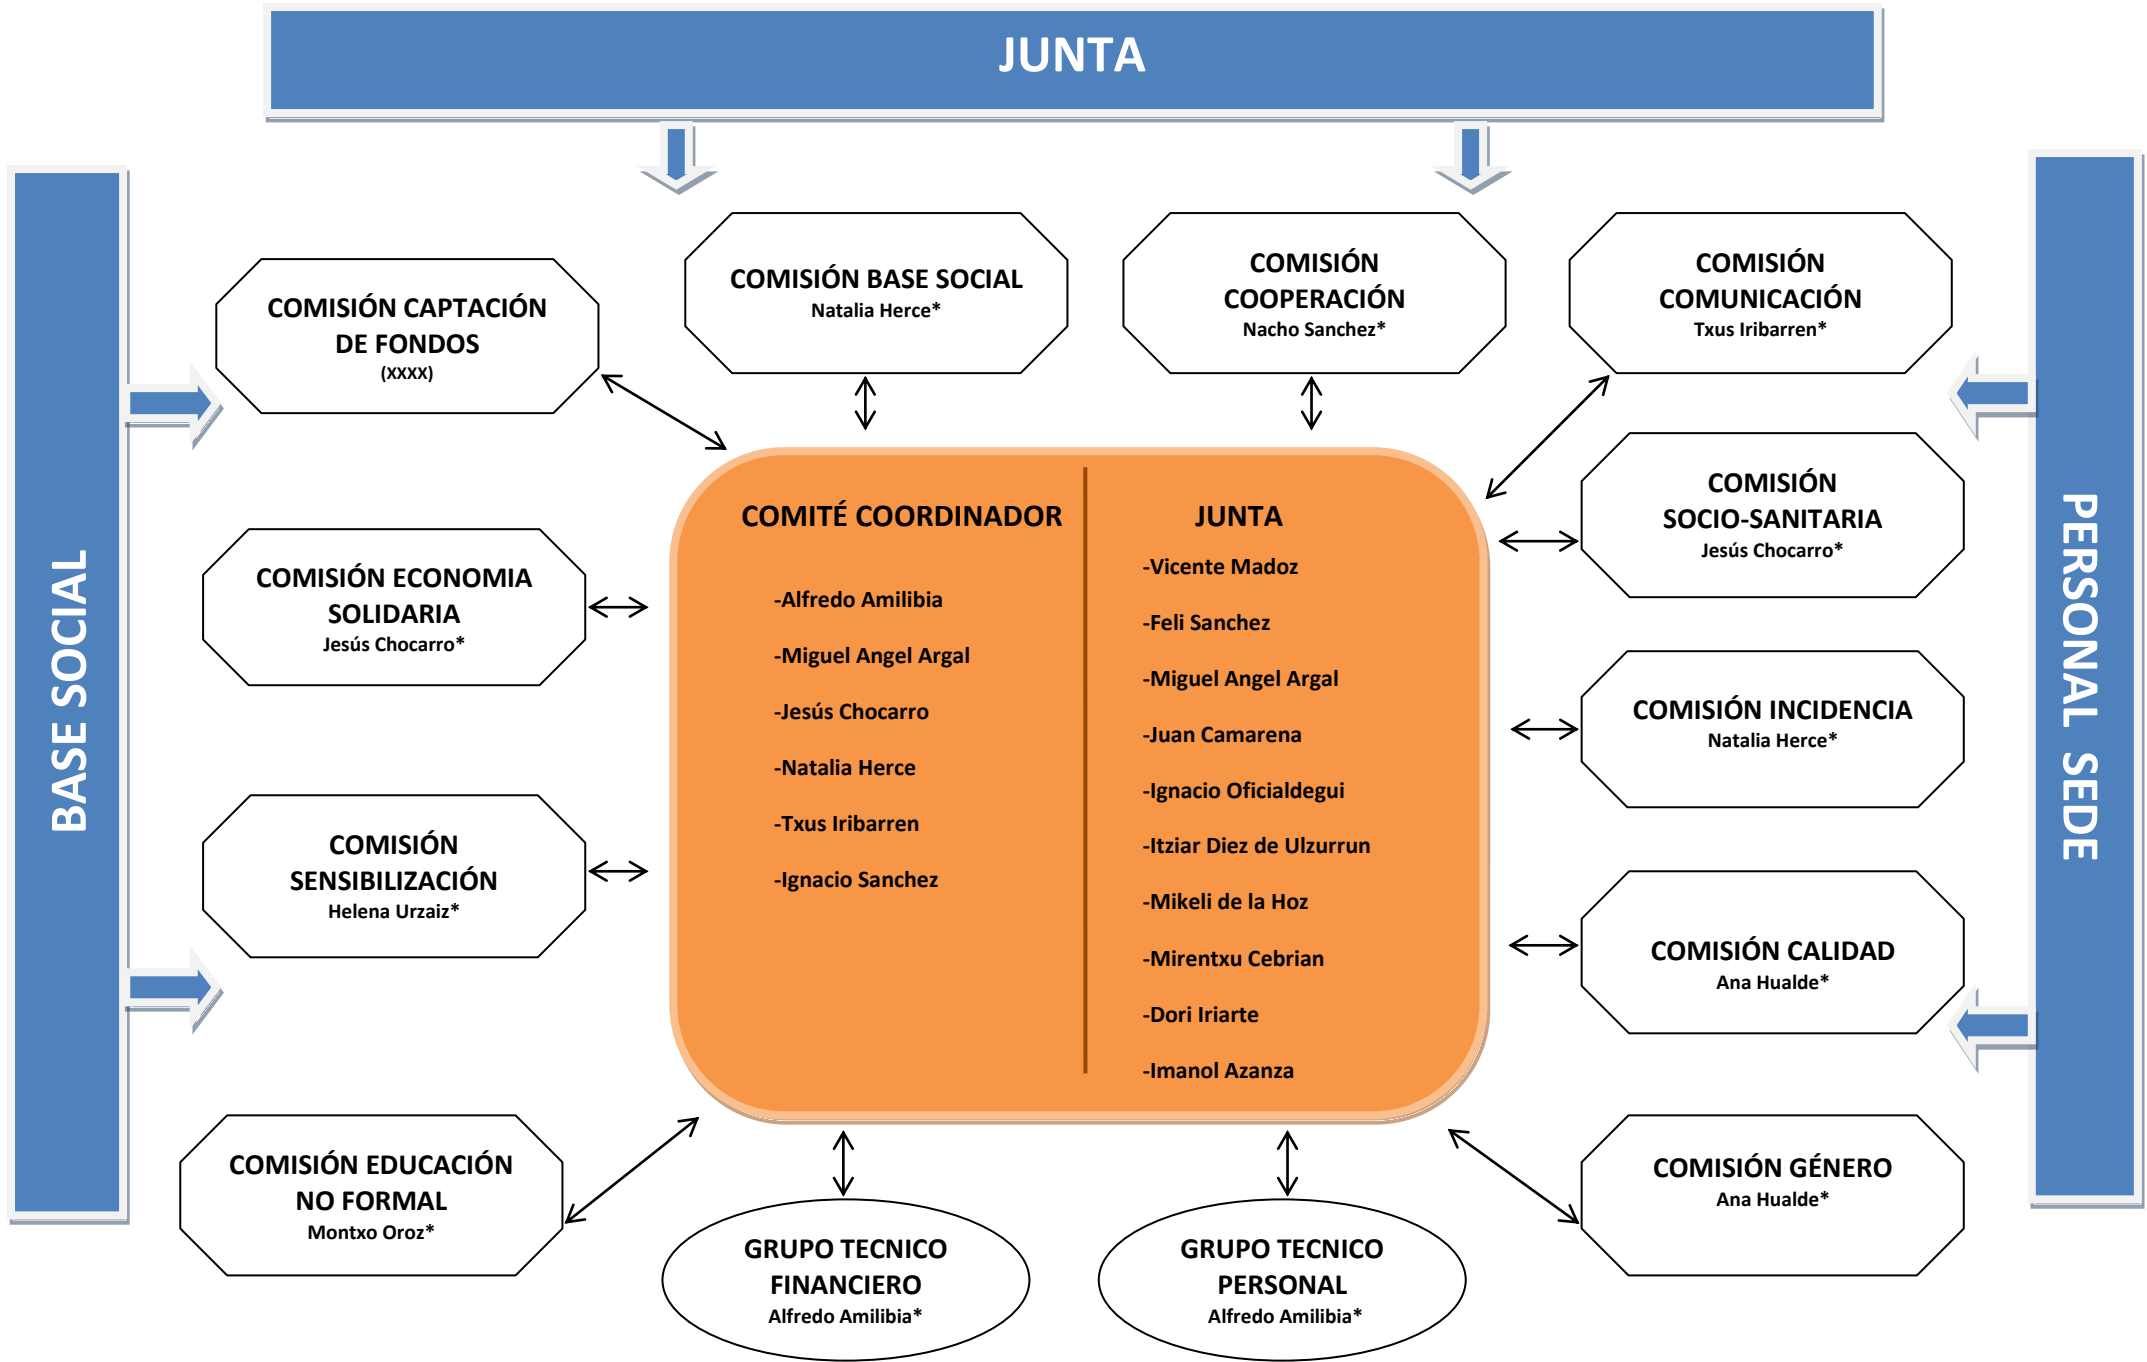 JUNTA
BASE SOCIAL
PERSONAL SEDE
COMISIÓN CAPTACIÓN
DE FONDOS
(XXXX)
COMISIÓN BASE SOCIAL
Natalia Herce*
COMISIÓN
COOPERACIÓN
Nacho Sanchez*
COMISIÓN
COMUNICACIÓN
Txus Iribarren*
COMISIÓN ECONOMIA
SOLIDARIA
Jesús Chocarro*
COMISIÓN
SENSIBILIZACIÓN
Helena Urzaiz*
COMISIÓN EDUCACIÓN
NO FORMAL
Montxo Oroz*
COMITÉ COORDINADOR
-Alfredo Amilibia
-Miguel Angel Argal
-Jesús Chocarro
-Natalia Herce
-Txus Iribarren
-Ignacio Sanchez
JUNTA
-Vicente Madoz
-Feli Sanchez
-Miguel Angel Argal
-Juan Camarena
-Ignacio Oficialdegui
-Itziar Diez de Ulzurrun
-Mikeli de la Hoz
-Mirentxu Cebrian
-Dori Iriarte
-Imanol Azanza
COMISIÓN
SOCIO-SANITARIA
Jesús Chocarro*
COMISIÓN INCIDENCIA
Natalia Herce*
COMISIÓN CALIDAD
Ana Hualde*
COMISIÓN GÉNERO
Ana Hualde*
GRUPO TECNICO
FINANCIERO
Alfredo Amilibia*
GRUPO TECNICO
PERSONAL
Alfredo Amilibia*